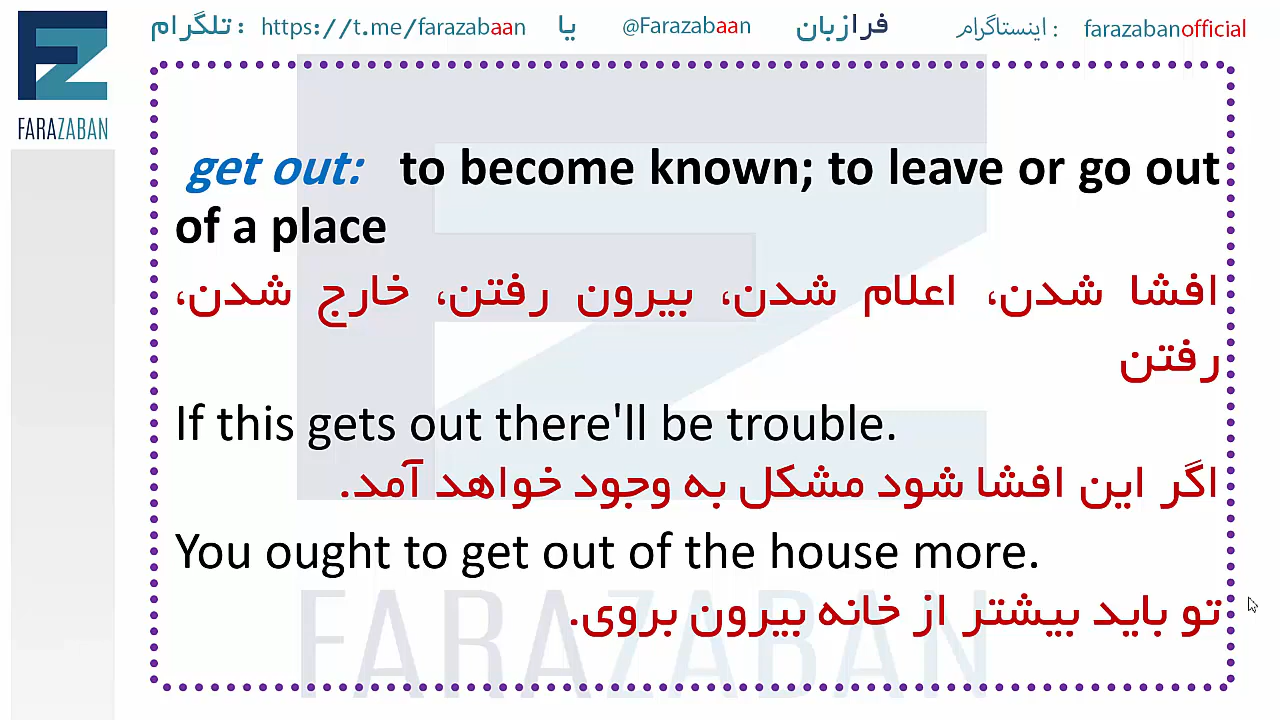 تلگرام : https://t.me/farazabaan یا @Farazabaan فرازبان اینستاگرام : farazabanofficial
FARAZABAN
get out: to become known; to leave or go out
of a place
افشا شدن، اعلام شدن، بیرون رفتن، خارج شدن،
رفتن
If this gets out there'll be trouble.
اگر این افشا شود مشکل به وجود خواهد آمد.
You ought to get out of the house more.
تو باید بیشتر از خانه بیرون بروی.
FARAZABAN